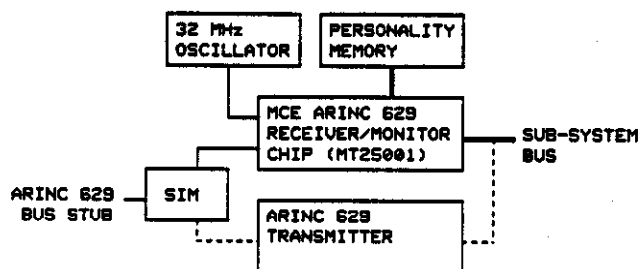 32 MHz
OSCILLATOR
PERSONALITY
MEMORY
MCE ARINC 629
RECEIVER/MONITOR
CHIP (MT25001)
SUB-SYSTEM
BUS
ARINC 629
BUS STUB
SIM
ARINC 629
TRANSMITTER